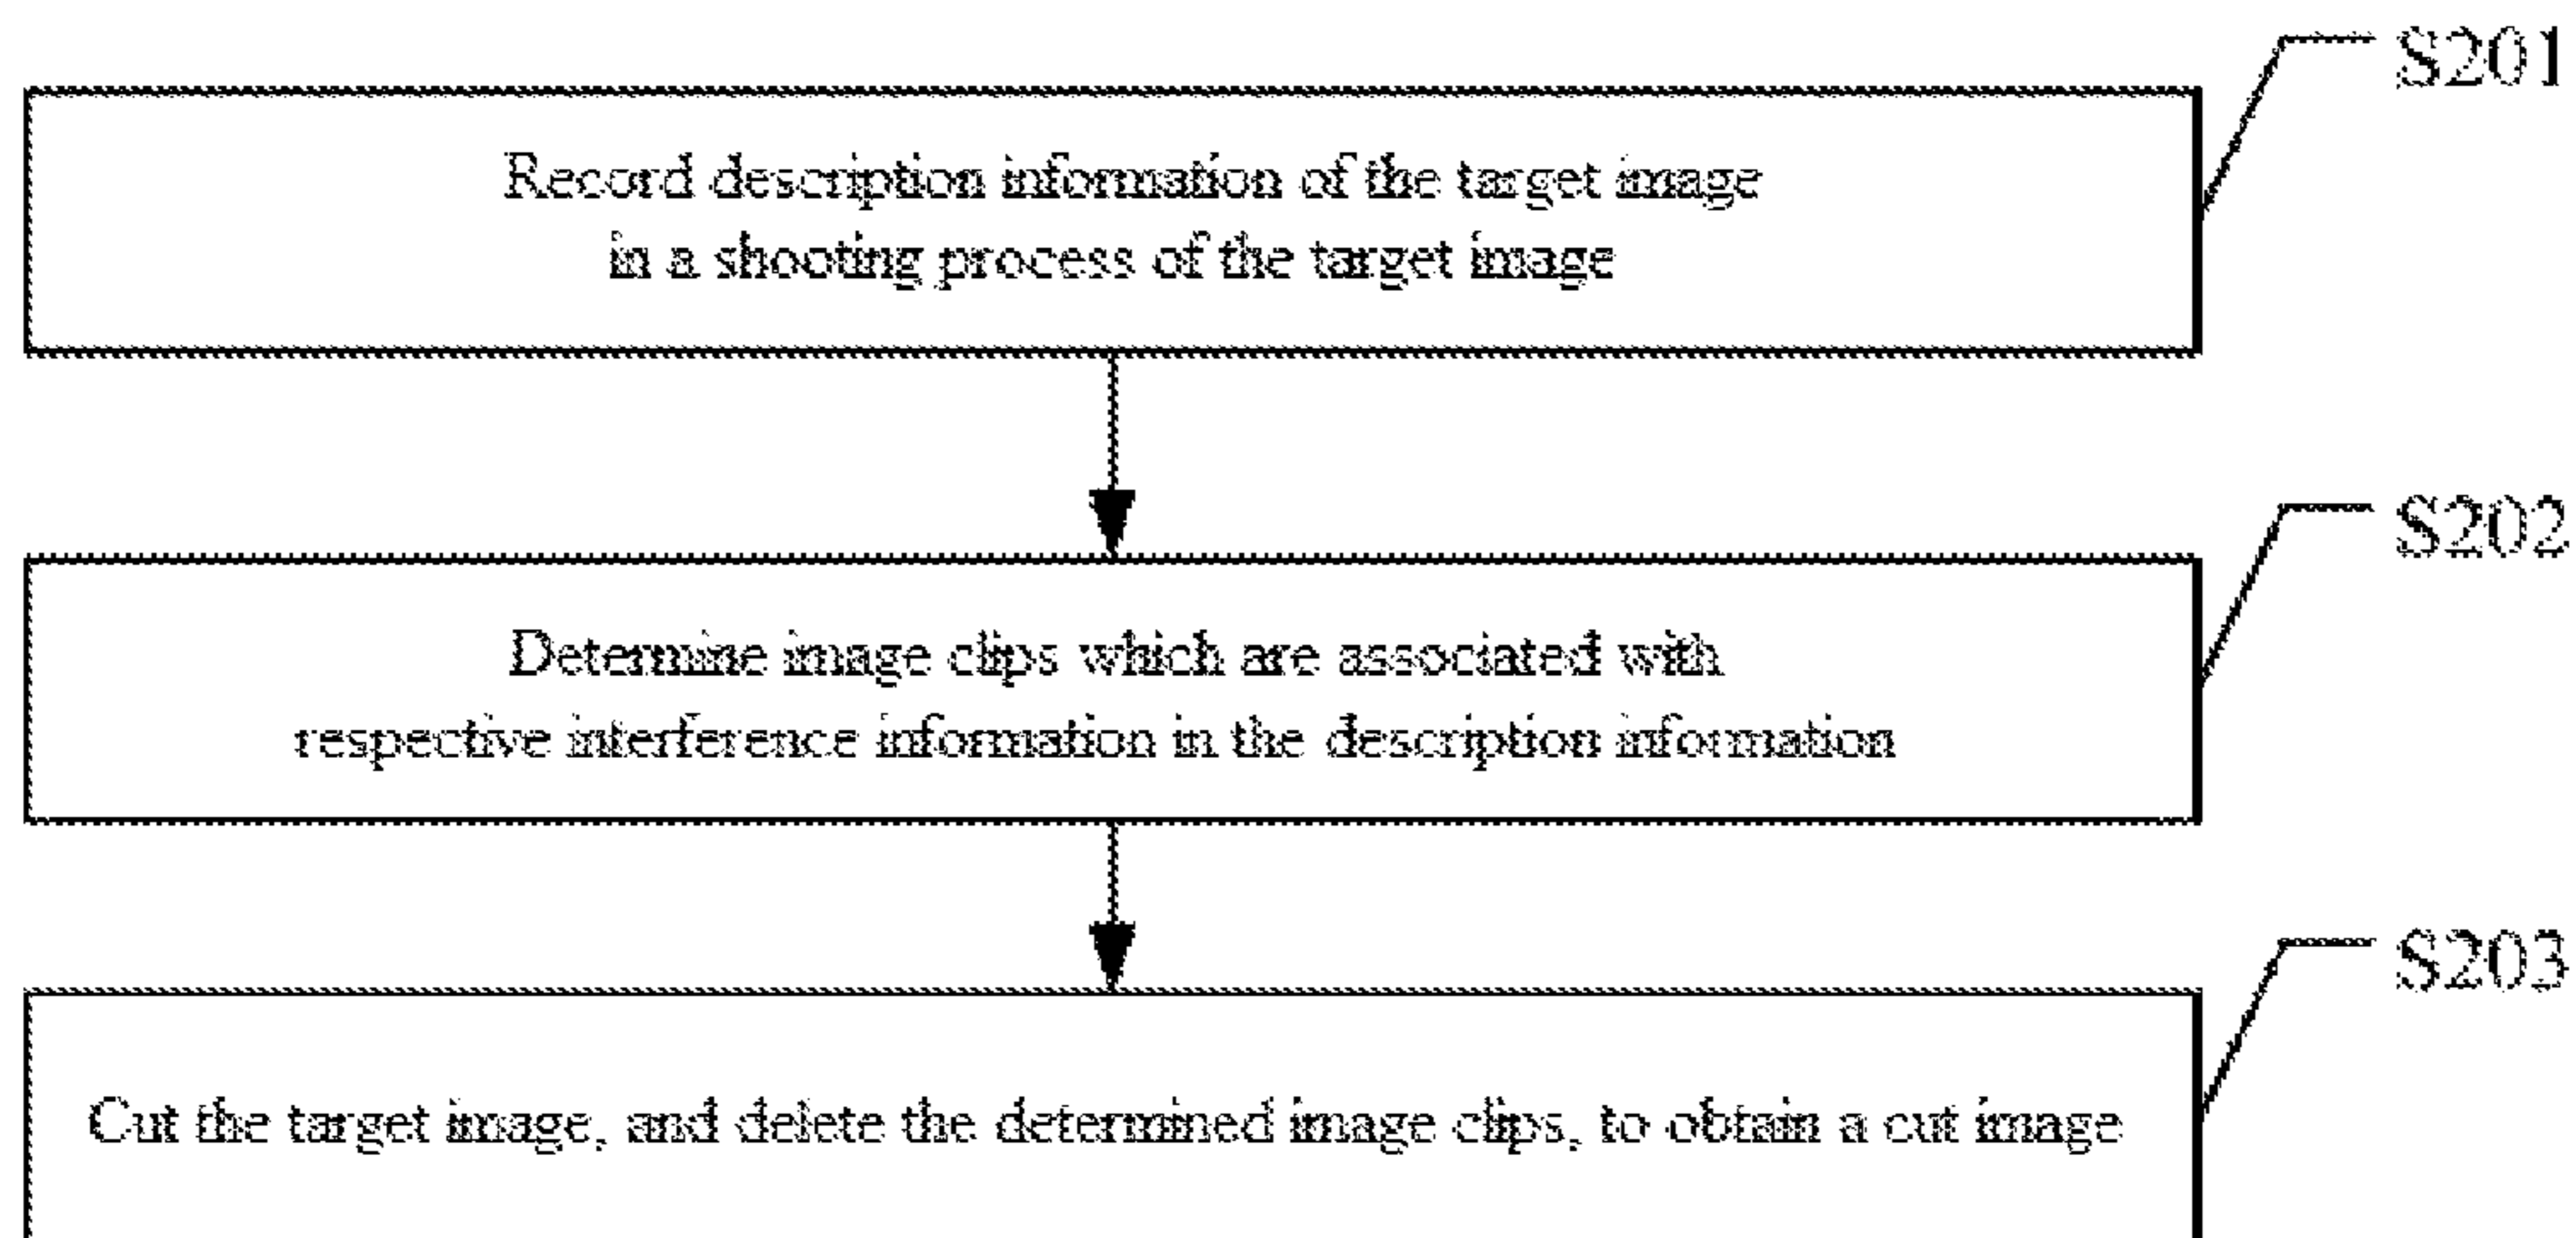 S201
Record description information of the target image
in a shooting process of the target image
S202
Determine image clips which are associated with
respective interference information in the description information
S203
Cut the target image, and delete the determined image clips, to obtain a cut image